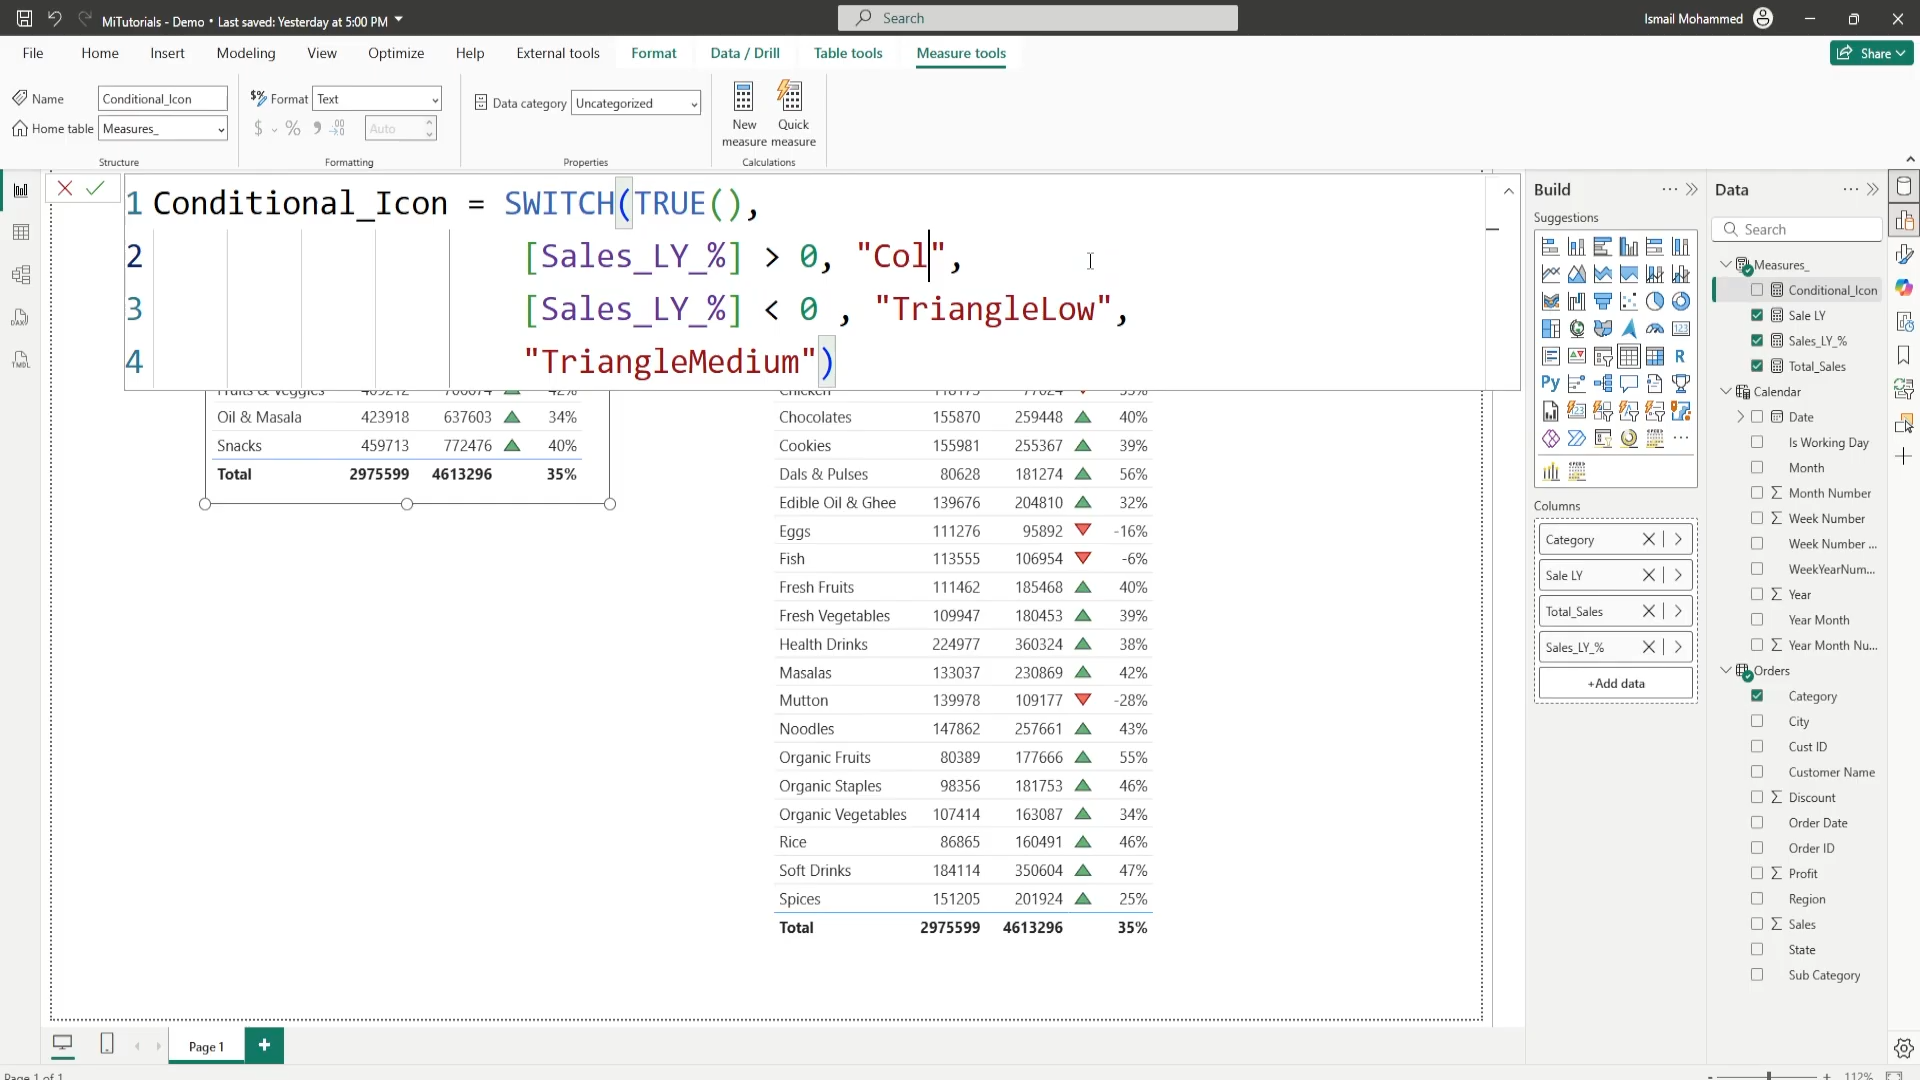 MiTutorials - Demo • Last saved: Yesterday at 5:00 PM
Search
Ismail Mohammed
File Home Insert Modeling View Optimize Help External tools Format Data / Drill Table tools Measure tools
Share
Name Conditional_Icon
Home table Measures_
Structure
Format Text
$ % Auto
Formatting
Data category Uncategorized
Properties
New measure
Quick measure
Calculations
1 Conditional_Icon = SWITCH(TRUE(),
2 [Sales_LY_%] > 0, "Col",
3 [Sales_LY_%] < 0 , "TriangleLow",
4 "TriangleMedium")
Oil & Masala 423918 637603 34%
Snacks 459713 772476 40%
Total 2975599 4613296 35%
Chocolates 155870 259448 40%
Cookies 155981 255367 39%
Dals & Pulses 80628 181274 56%
Edible Oil & Ghee 139676 204810 32%
Eggs 111276 95892 -16%
Fish 113555 106954 -6%
Fresh Fruits 111462 185468 40%
Fresh Vegetables 109947 180453 39%
Health Drinks 224977 360324 38%
Masalas 133037 230869 42%
Mutton 139978 109177 -28%
Noodles 147862 257661 43%
Organic Fruits 80389 177666 55%
Organic Staples 98356 181753 46%
Organic Vegetables 107414 163087 34%
Rice 86865 160491 46%
Soft Drinks 184114 350604 47%
Spices 151205 201924 25%
Total 2975599 4613296 35%
Build
Suggestions
R
Py
Columns
Category
Sale LY
Total_Sales
Sales_LY_%
+Add data
Data
Search
Measures_
Conditional_Icon
Sale LY
Sales_LY_%
Total_Sales
Calendar
Date
Is Working Day
Month
Month Number
Week Number
Week Number ...
WeekYearNum...
Year
Year Month
Year Month Nu...
Orders
Category
City
Cust ID
Customer Name
Discount
Order Date
Order ID
Profit
Region
Sales
State
Sub Category
DAX
TMDL
Page 1
Page 1 of 1
112%